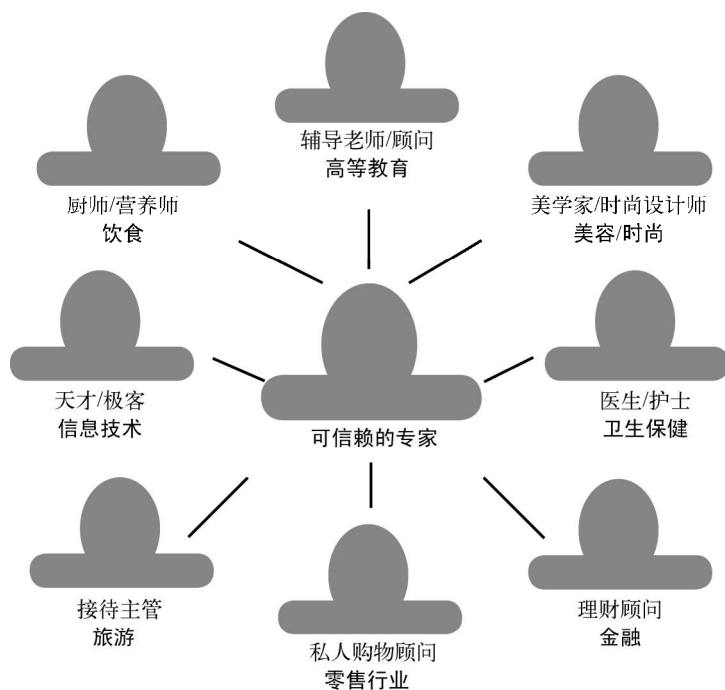 辅导老师/顾问
高等教育
厨师/营养师
饮食
美学家/时尚设计师
美容/时尚
天才/极客
信息技术
可信赖的专家
医生/护士
卫生保健
接待主管
旅游
私人购物顾问
零售行业
理财顾问
金融